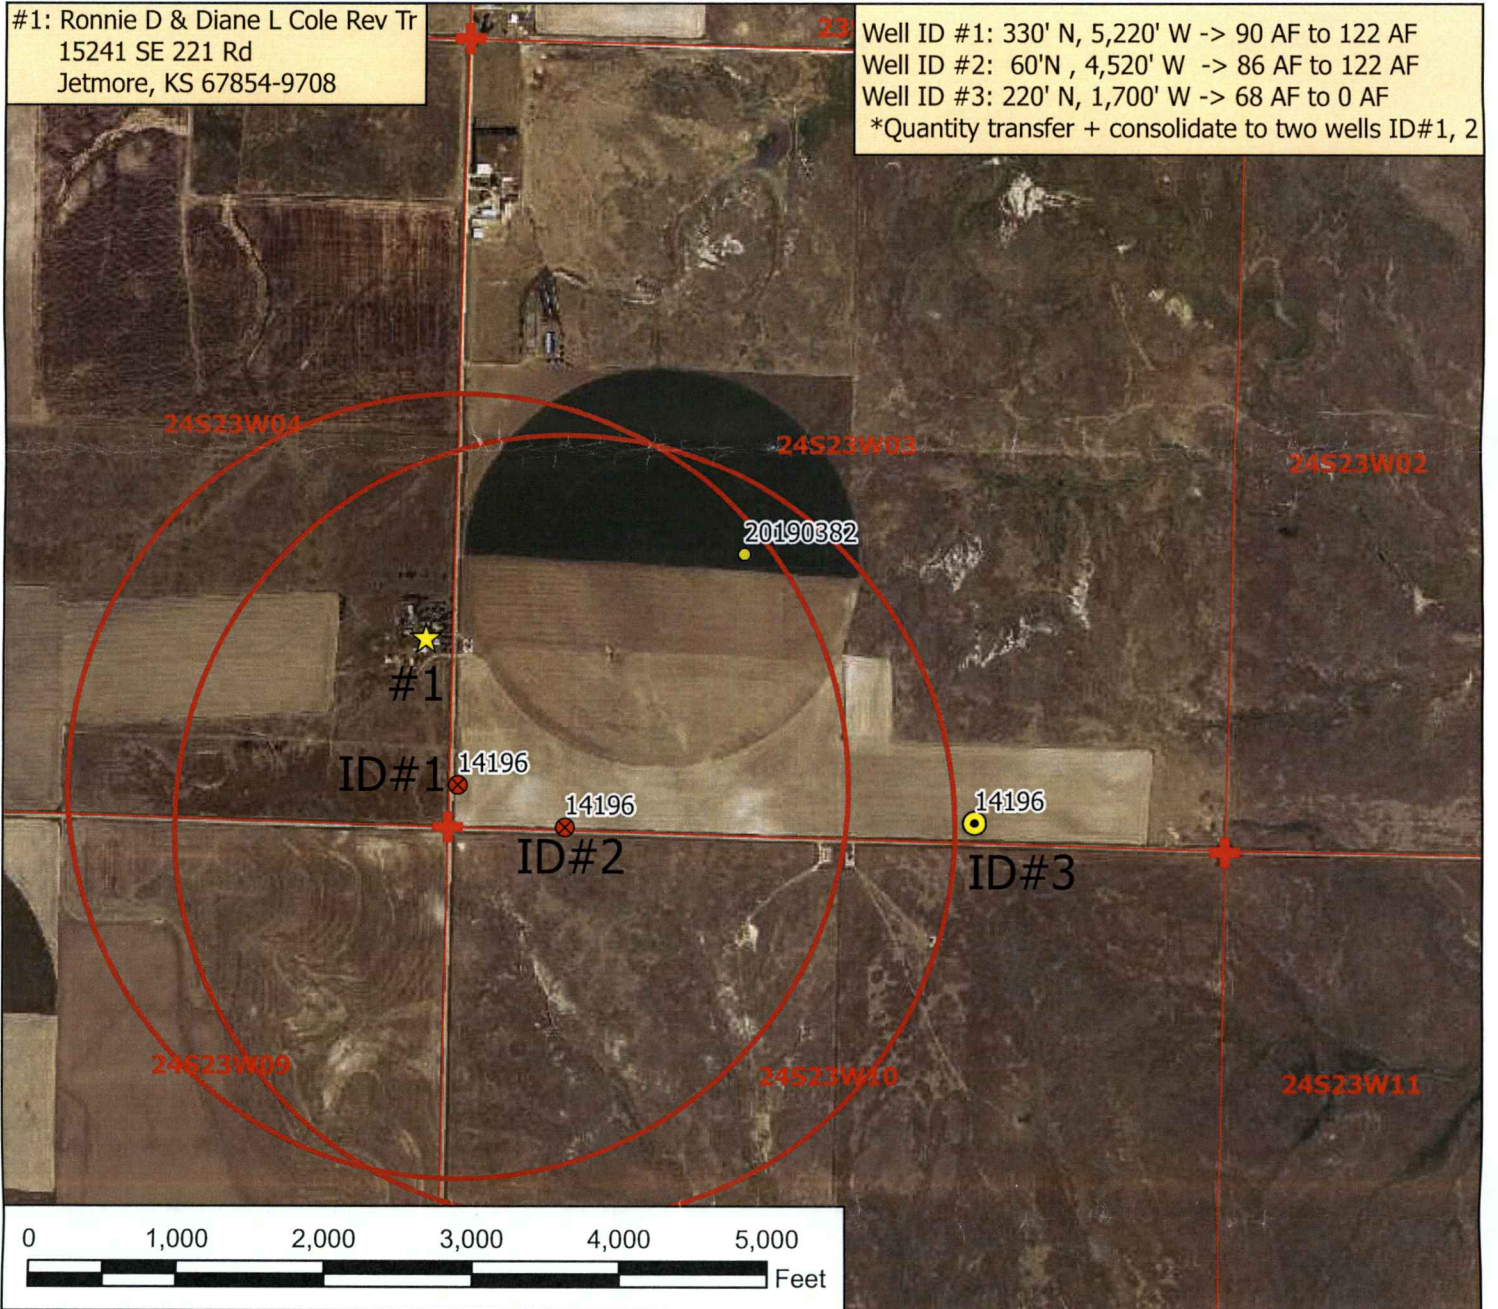 #1: Ronnie D & Diane L Cole Rev Tr
15241 SE 221 Rd
Jetmore, KS 67854-9708
Well ID #1: 330' N, 5,220' W -> 90 AF to 122 AF
Well ID #2: 60'N , 4,520' W -> 86 AF to 122 AF
Well ID #3: 220' N, 1,700' W -> 68 AF to 0 AF
*Quantity transfer + consolidate to two wells ID#1, 2
24S23W04
24S23W03
24S23W02
20190382
#1
ID#1
14196
14196
ID#2
14196
ID#3
24S23W09
24S23W10
24S23W11
0 1,000 2,000 3,000 4,000 5,000
Feet